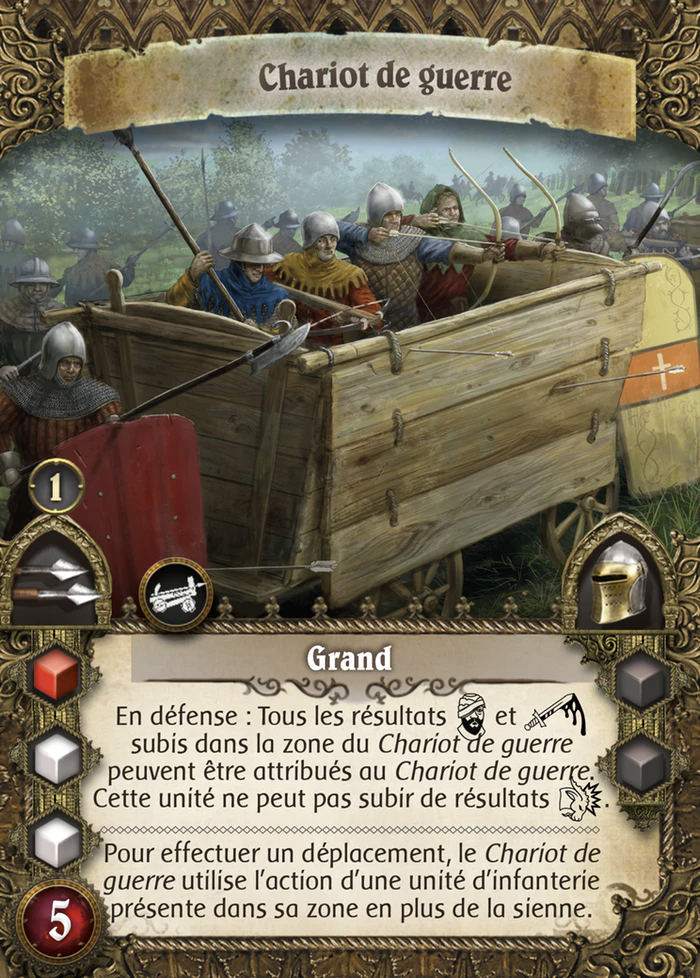 Chariot de guerre
1
Grand
En défense : Tous les résultats et
subis dans la zone du Chariot de guerre
peuvent être attribués au Chariot de guerre.
Cette unité ne peut pas subir de résultats .
Pour effectuer un déplacement, le Chariot de
guerre utilise l'action d'une unité d'infanterie
présente dans sa zone en plus de la sienne.
5